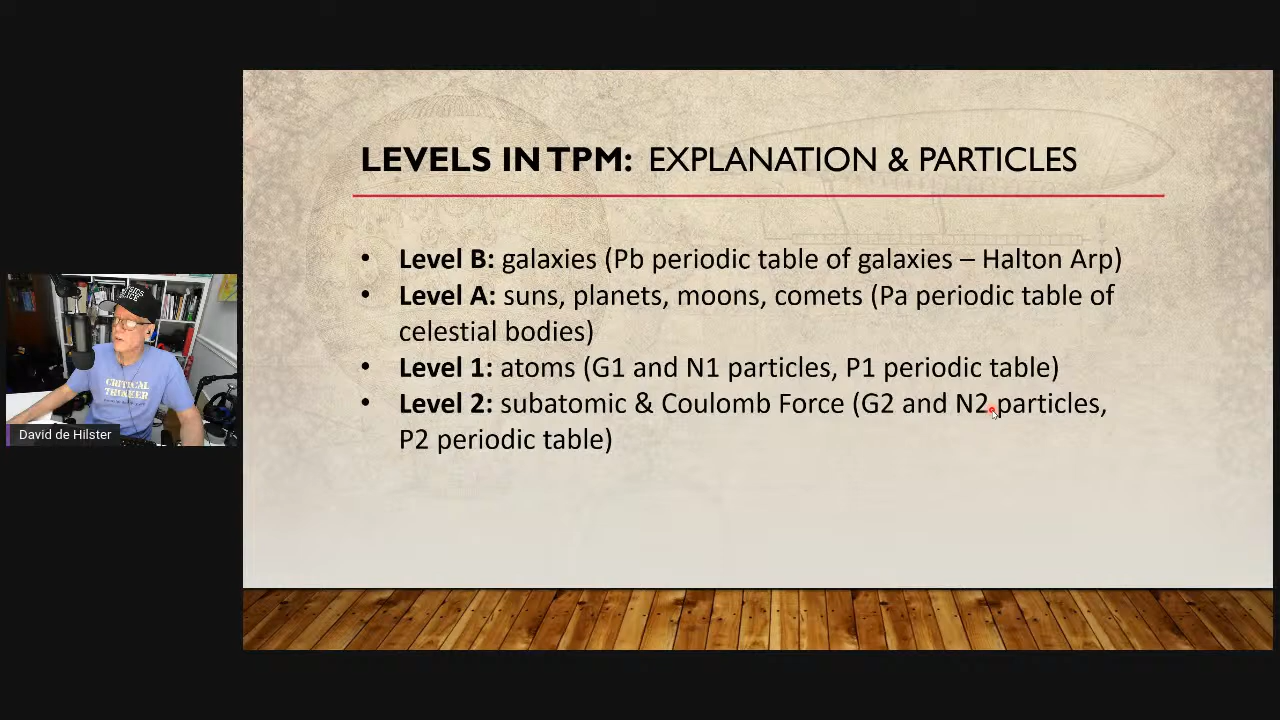 LEVELS IN TPM: EXPLANATION & PARTICLES
• Level B: galaxies (Pb periodic table of galaxies – Halton Arp)
• Level A: suns, planets, moons, comets (Pa periodic table of
celestial bodies)
• Level 1: atoms (G1 and N1 particles, P1 periodic table)
• Level 2: subatomic & Coulomb Force (G2 and N2 particles,
P2 periodic table)
CRITICAL
THINKER
David de Hilster